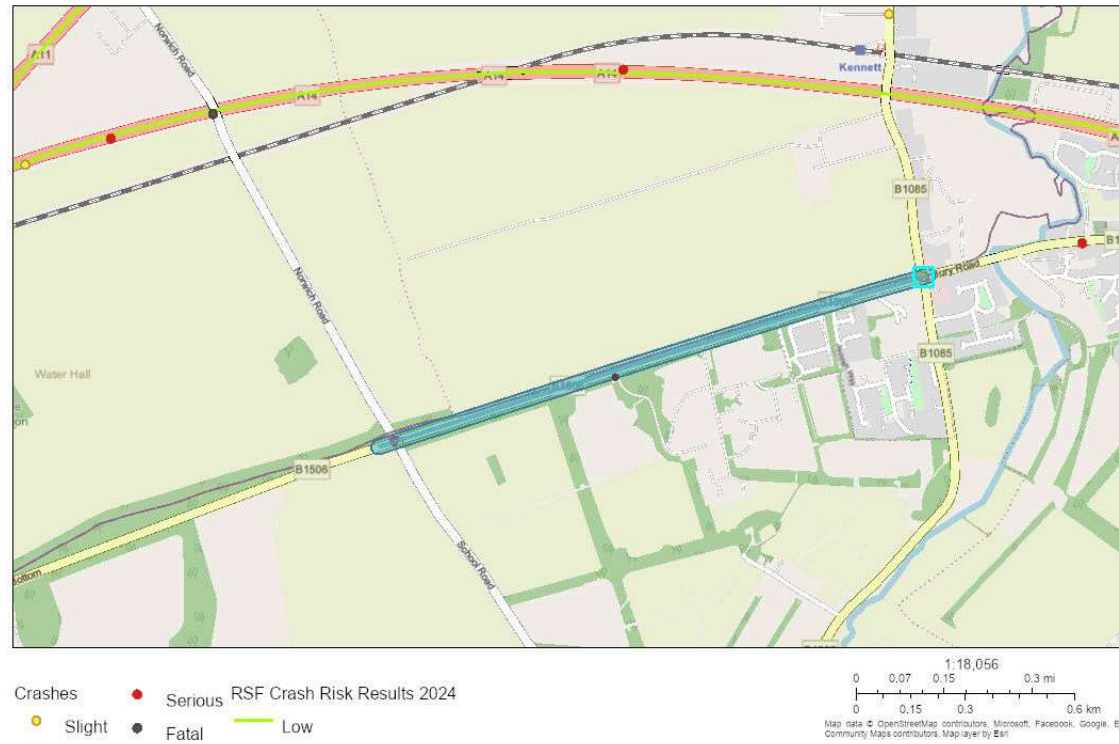 A11
Norwich Road
A14
A14
A14
Kennett
B1085
Norwich Road
Bury Road
Water Hall
B1085
B1506
School Road
Bottom
Crashes
Slight
Serious
Fatal
RSF Crash Risk Results 2024
Low
1:18,056
0 0.07 0.15 0.3 mi
0 0.15 0.3 0.6 km
Map data © OpenStreetMap contributors, Microsoft, Facebook, Google,
Community Maps contributors, Map layer by Esri